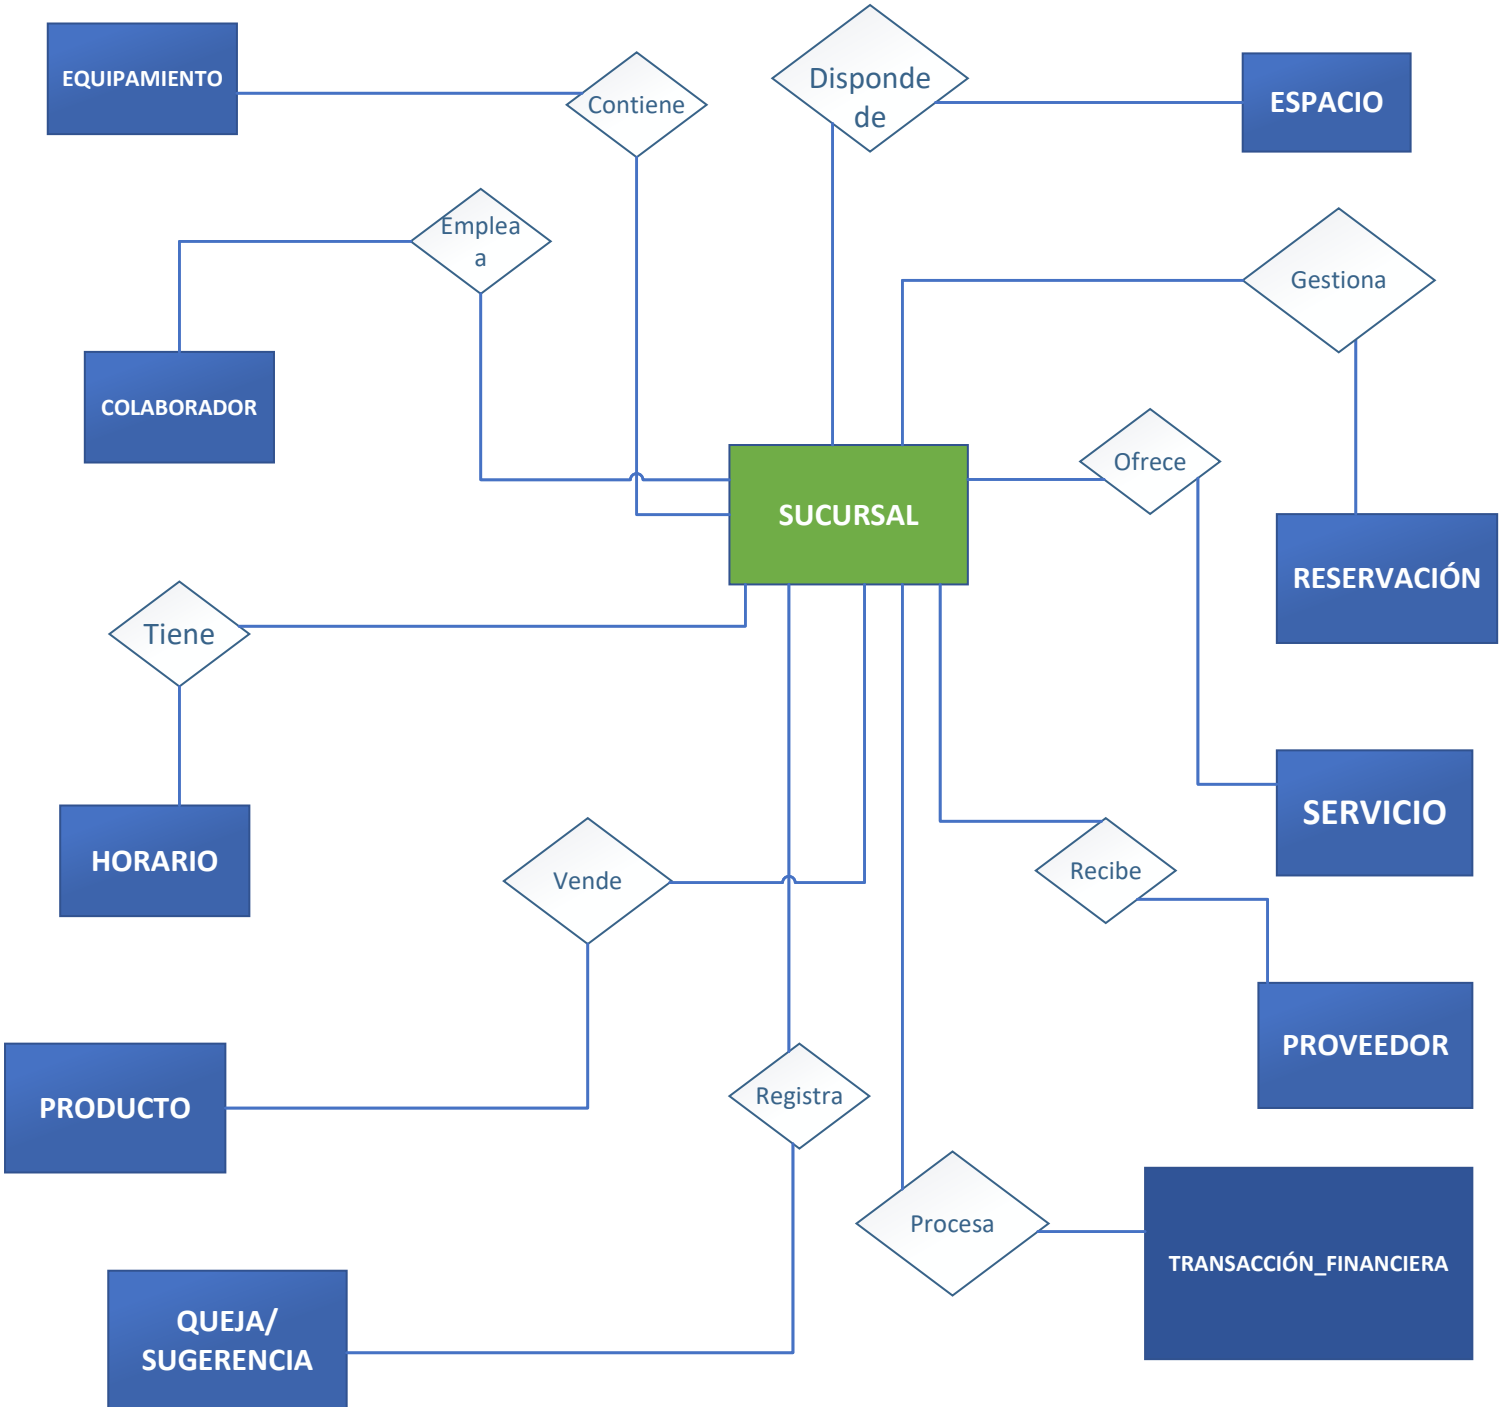 EQUIPAMIENTO
Contiene
Disponde
de
ESPACIO
Emplea
a
Gestiona
COLABORADOR
Ofrece
SUCURSAL
RESERVACIÓN
Tiene
SERVICIO
HORARIO
Vende
Recibe
PROVEEDOR
PRODUCTO
Registra
Procesa
TRANSACCIÓN_FINANCIERA
QUEJA/
SUGERENCIA